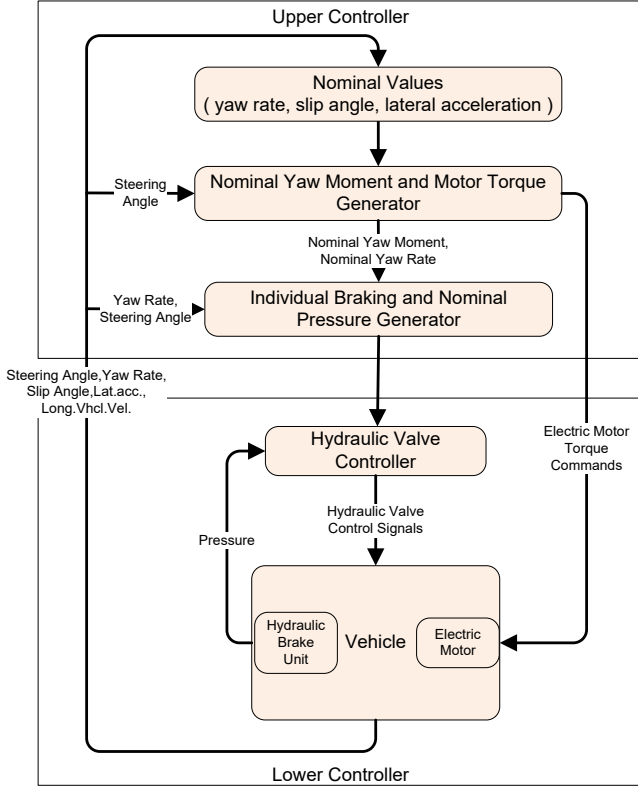 Upper Controller
Nominal Values
( yaw rate, slip angle, lateral acceleration )
Steering
Angle
Nominal Yaw Moment and Motor Torque
Generator
Nominal Yaw Moment,
Nominal Yaw Rate
Yaw Rate,
Steering Angle
Individual Braking and Nominal
Pressure Generator
Steering Angle,Yaw Rate,
Slip Angle,Lat.acc.,
Long.Vhcl.Vel.
Hydraulic Valve
Controller
Electric Motor
Torque
Commands
Hydraulic Valve
Control Signals
Pressure
Hydraulic
Brake
Unit
Vehicle
Electric
Motor
Lower Controller